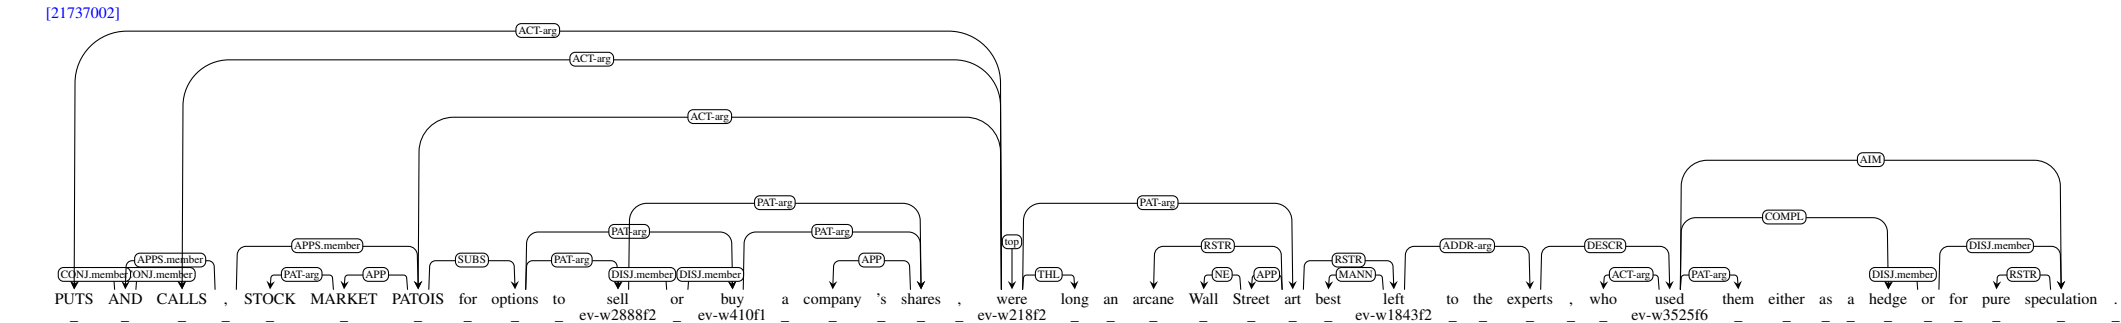 [21737002]
ACT-arg
ACT-arg
ACT-arg
AIM
PAT-arg PAT-arg
COMPL
PAT-arg PAT-arg
top
APPS.member RSTR ADDR-arg DESCR DISJ.member
APPS.member SUBS PAT-arg APP RSTR
CONJ.member CONJ.member PAT-arg APP DISJ.member DISJ.member THL NE APP MANN ACT-arg PAT-arg DISJ.member RSTR
PUTS AND CALLS , STOCK MARKET PATOIS for options to sell or buy a company 's shares , were long an arcane Wall Street art best left to the experts , who used them either as a hedge or for pure speculation .
_ _ _ _ _ _ _ _ _ _ ev-w2888f2 _ ev-w410f1 _ _ _ _ _ ev-w218f2 _ _ _ _ _ _ _ ev-w1843f2 _ _ _ _ _ ev-w3525f6 _ _ _ _ _ _ _ _ _ _